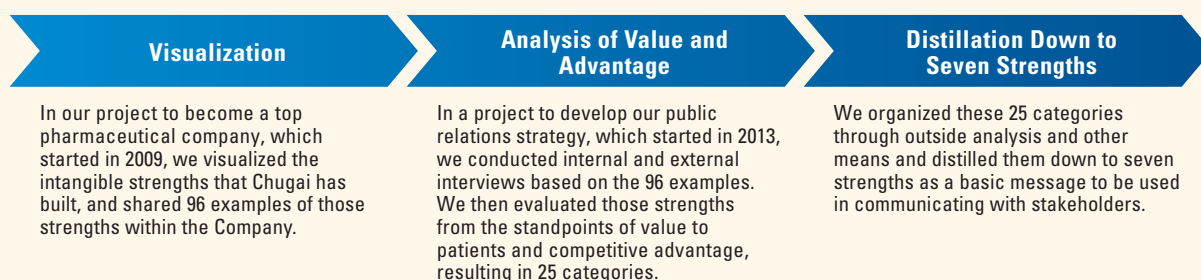 Visualization
In our project to become a top
pharmaceutical company, which
started in 2009, we visualized the
intangible strengths that Chugai has
built, and shared 96 examples of those
strengths within the Company.
Analysis of Value and
Advantage
In a project to develop our public
relations strategy, which started in 2013,
we conducted internal and external
interviews based on the 96 examples.
We then evaluated those strengths
from the standpoints of value to
patients and competitive advantage,
resulting in 25 categories.
Distillation Down to
Seven Strengths
We organized these 25 categories
through outside analysis and other
means and distilled them down to seven
strengths as a basic message to be used
in communicating with stakeholders.